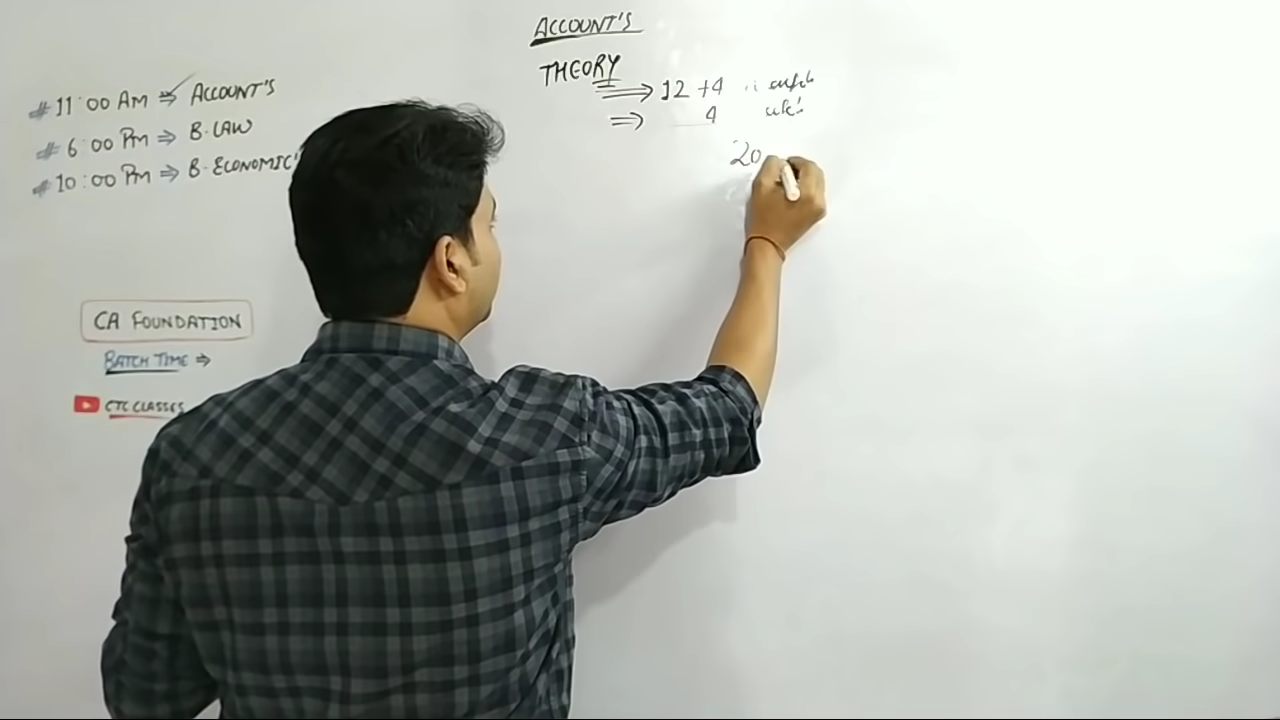 # 11:00 AM ⇒ ACCOUNT'S
# 6:00 PM ⇒ B.LAW
# 10:00 PM ⇒ B.ECONOMIC'
CA FOUNDATION
BATCH TIME ⇒
CTC CLASSES
ACCOUNT'S
THEORY
⇒ 12 +4
⇒ 4
20